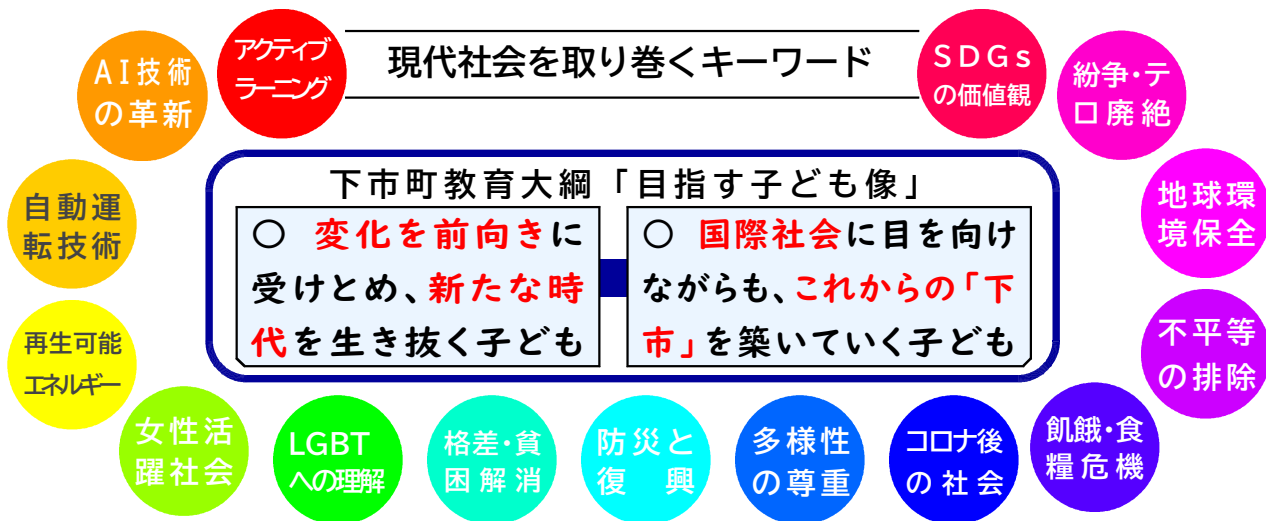 現代社会を取り巻くキーワード
アクティブ
ラーニング
AI技術
の革新
自動運
転技術
再生可能
エネルギー
女性活
躍社会
LGBT
への理解
格差・貧
困解消
防災と
復興
多様性
の尊重
コロナ後
の社会
飢餓・食
糧危機
不平等
の排除
地球環
境保全
紛争・テ
ロ廃絶
SDGs
の価値観
下市町教育大綱「目指す子ども像」
○ 変化を前向きに
受けとめ、新たな時
代を生き抜く子ども
○ 国際社会に目を向け
ながらも、これからの「下
市」を築いていく子ども